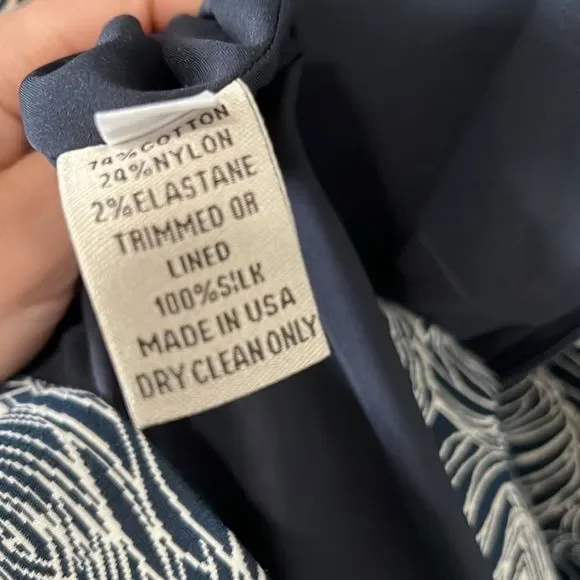 74%COTTON
24%NYLON
2%ELASTANE
TRIMMED OR
LINED
100%SILK
MADE IN USA
DRY CLEAN ONLY